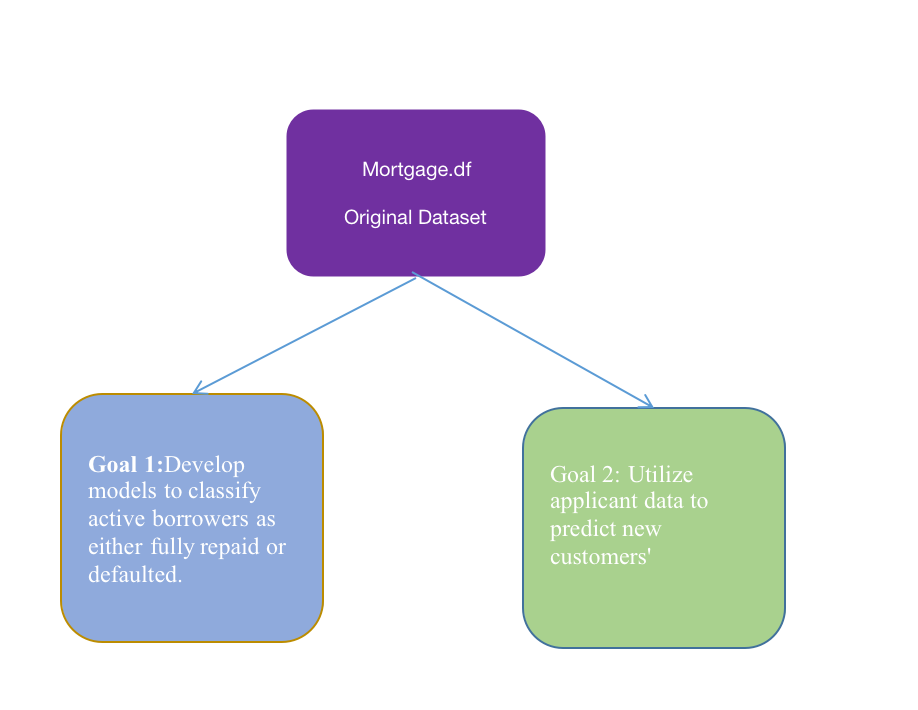 Mortgage.df
Original Dataset
Goal 1:Develop
models to classify
active borrowers as
either fully repaid or
defaulted.
Goal 2: Utilize
applicant data to
predict new
customers'